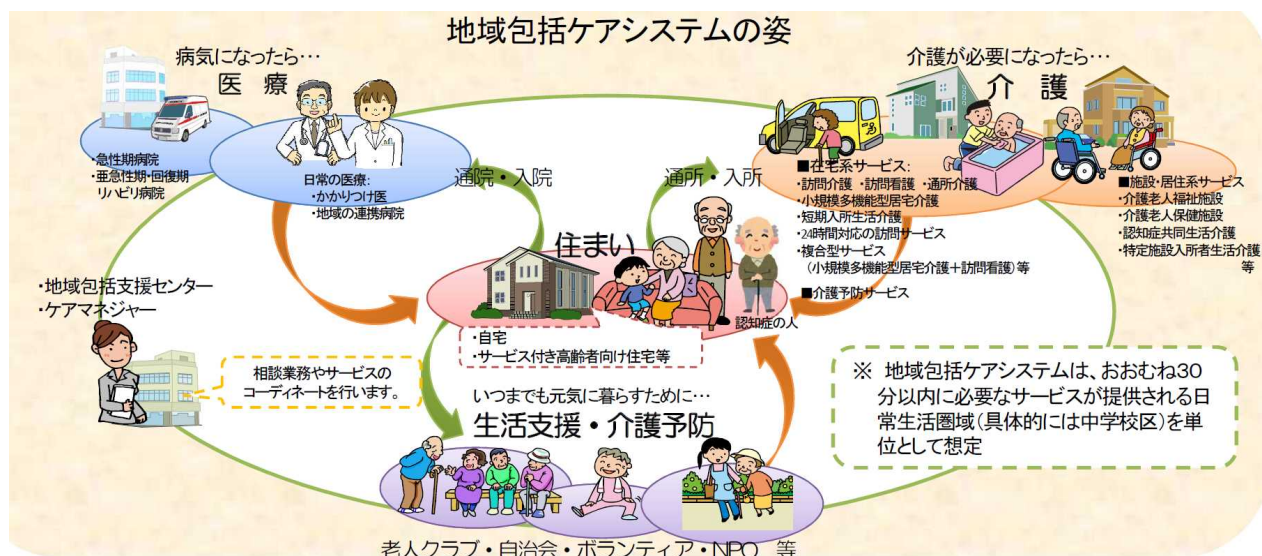 地域包括ケアシステムの姿
病気になったら…
医 療
介護が必要になったら…
介 護
・急性期病院
・亜急性期・回復期
リハビリ病院
日常の医療：
・かかりつけ医
・地域の連携病院
通院・入院
通所・入所
■在宅系サービス：
・訪問介護 ・訪問看護 ・通所介護
・小規模多機能型居宅介護
・短期入所生活介護
・24時間対応の訪問サービス
・複合型サービス
（小規模多機能型居宅介護＋訪問看護）等
■介護予防サービス
■施設・居住系サービス
・介護老人福祉施設
・介護老人保健施設
・認知症共同生活介護
・特定施設入所者生活介護
等
住まい
認知症の人
・自宅
・サービス付き高齢者向け住宅等
・地域包括支援センター
・ケアマネジャー
相談業務やサービスの
コーディネートを行います。
いつまでも元気に暮らすために…
生活支援・介護予防
※ 地域包括ケアシステムは、おおむね30
分以内に必要なサービスが提供される日
常生活圏域（具体的には中学校区）を単
位として想定
老人クラブ・自治会・ボランティア・NPO 等